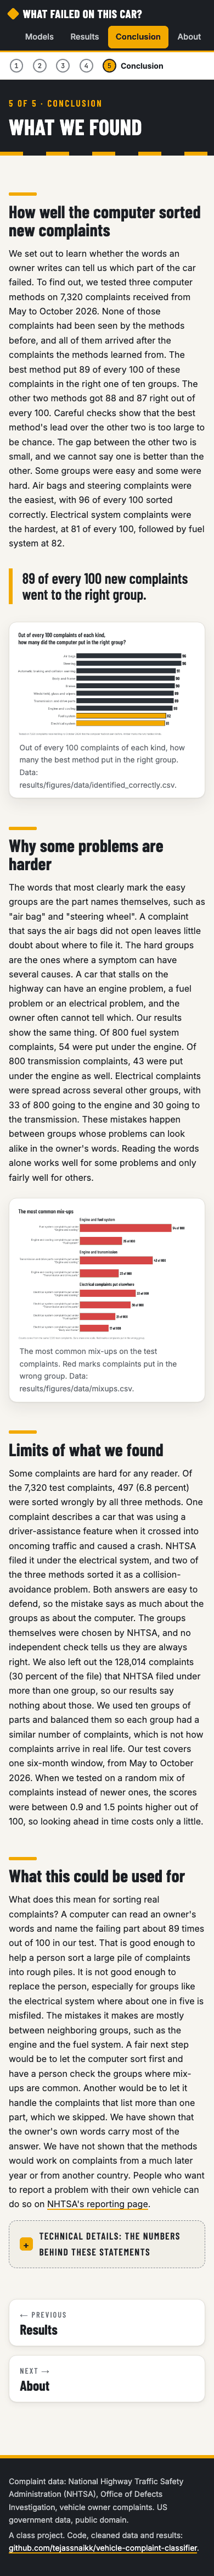 WHAT FAILED ON THIS CAR?
Models Results Conclusion About
1 2 3 4 5 Conclusion
5 OF 5 · CONCLUSION
WHAT WE FOUND
How well the computer sorted
new complaints
We set out to learn whether the words an
owner writes can tell us which part of the car
failed. To find out, we tested three computer
methods on 7,320 complaints received from
May to October 2026. None of those
complaints had been seen by the methods
before, and all of them arrived after the
complaints the methods learned from. The
best method put 89 of every 100 of these
complaints in the right one of ten groups. The
other two methods got 88 and 87 right out of
every 100. Careful checks show that the best
method's lead over the other two is too large to
be chance. The gap between the other two is
small, and we cannot say one is better than the
other. Some groups were easy and some were
hard. Air bags and steering complaints were
the easiest, with 96 of every 100 sorted
correctly. Electrical system complaints were
the hardest, at 81 of every 100, followed by fuel
system at 82.
89 of every 100 new complaints
went to the right group.
Out of every 100 complaints of each kind,
how many did the computer put in the right group?
Out of every 100 complaints of each kind, how
many the best method put in the right group.
Data:
results/figures/data/identified_correctly.csv.
Why some problems are
harder
The words that most clearly mark the easy
groups are the part names themselves, such as
"air bag" and "steering wheel". A complaint
that says the air bags did not open leaves little
doubt about where to file it. The hard groups
are the ones where a symptom can have
several causes. A car that stalls on the
highway can have an engine problem, a fuel
problem or an electrical problem, and the
owner often cannot tell which. Our results
show the same thing. Of 800 fuel system
complaints, 54 were put under the engine. Of
800 transmission complaints, 43 were put
under the engine as well. Electrical complaints
were spread across several other groups, with
33 of 800 going to the engine and 30 going to
the transmission. These mistakes happen
between groups whose problems can look
alike in the owner's words. Reading the words
alone works well for some problems and only
fairly well for others.
The most common mix-ups
Engine and fuel system
Engine and transmission
Electrical complaints put elsewhere
The most common mix-ups on the test
complaints. Red marks complaints put in the
wrong group. Data:
results/figures/data/mixups.csv.
Limits of what we found
Some complaints are hard for any reader. Of
the 7,320 test complaints, 497 (6.8 percent)
were sorted wrongly by all three methods. One
complaint describes a car that was using a
driver-assistance feature when it crossed into
oncoming traffic and caused a crash. NHTSA
filed it under the electrical system, and two of
the three methods sorted it as a collision-
avoidance problem. Both answers are easy to
defend, so the mistake says as much about the
groups as about the computer. The groups
themselves were chosen by NHTSA, and no
independent check tells us they are always
right. We also left out the 128,014 complaints
(30 percent of the file) that NHTSA filed under
more than one group, so our results say
nothing about those. We used ten groups of
parts and balanced them so each group had a
similar number of complaints, which is not how
complaints arrive in real life. Our test covers
one six-month window, from May to October
2026. When we tested on a random mix of
complaints instead of newer ones, the scores
were between 0.9 and 1.5 points higher out of
100, so looking ahead in time costs only a little.
What this could be used for
What does this mean for sorting real
complaints? A computer can read an owner's
words and name the failing part about 89 times
out of 100 in our test. That is good enough to
help a person sort a large pile of complaints
into rough piles. It is not good enough to
replace the person, especially for groups like
the electrical system where about one in five is
misfiled. The mistakes it makes are mostly
between neighboring groups, such as the
engine and the fuel system. A fair next step
would be to let the computer sort first and
have a person check the groups where mix-
ups are common. Another would be to let it
handle the complaints that list more than one
part, which we skipped. We have shown that
the owner's own words carry most of the
answer. We have not shown that the methods
would work on complaints from a much later
year or from another country. People who want
to report a problem with their own vehicle can
do so on NHTSA's reporting page.
+ TECHNICAL DETAILS: THE NUMBERS
BEHIND THESE STATEMENTS
← PREVIOUS
Results
NEXT →
About
Complaint data: National Highway Traffic Safety
Administration (NHTSA), Office of Defects
Investigation, vehicle owner complaints. US
government data, public domain.
A class project. Code, cleaned data and results:
github.com/tejassnaikk/vehicle-complaint-classifier.